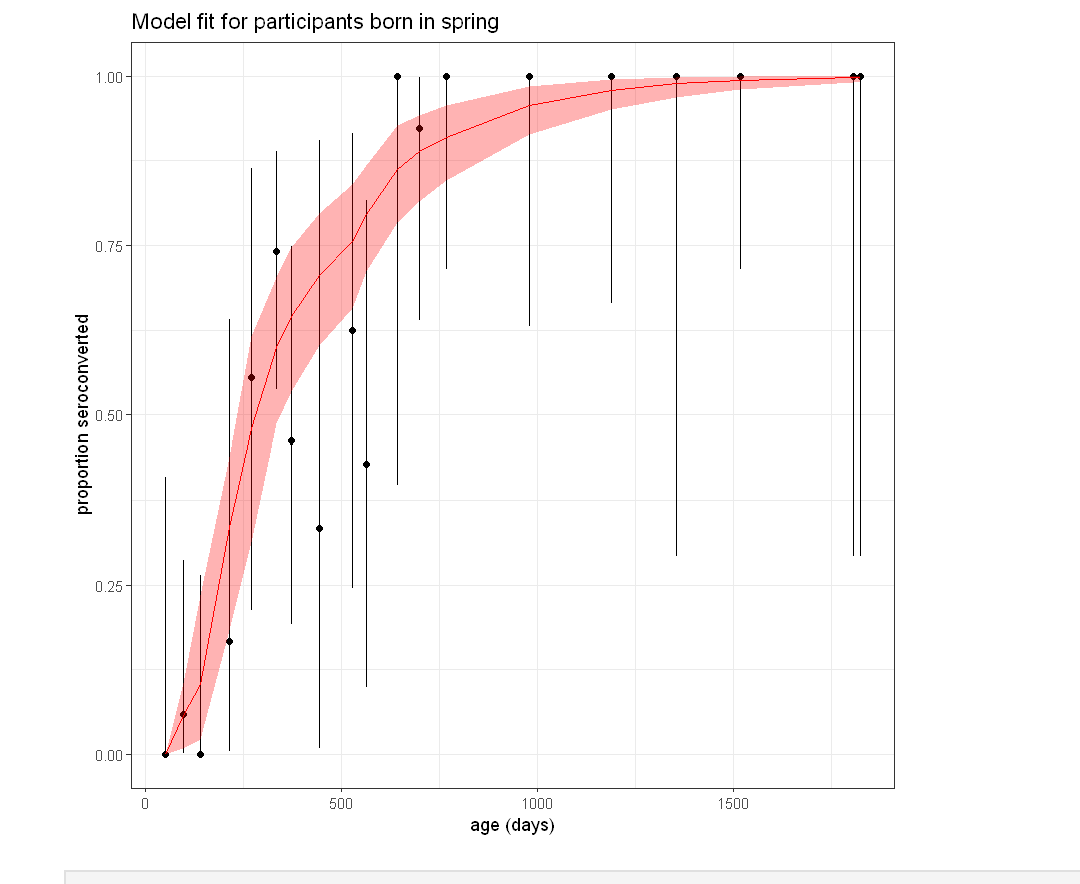 Model fit for participants born in spring
1.00
0.75
0.50
0.25
0.00
proportion seroconverted
0 500 1000 1500
age (days)